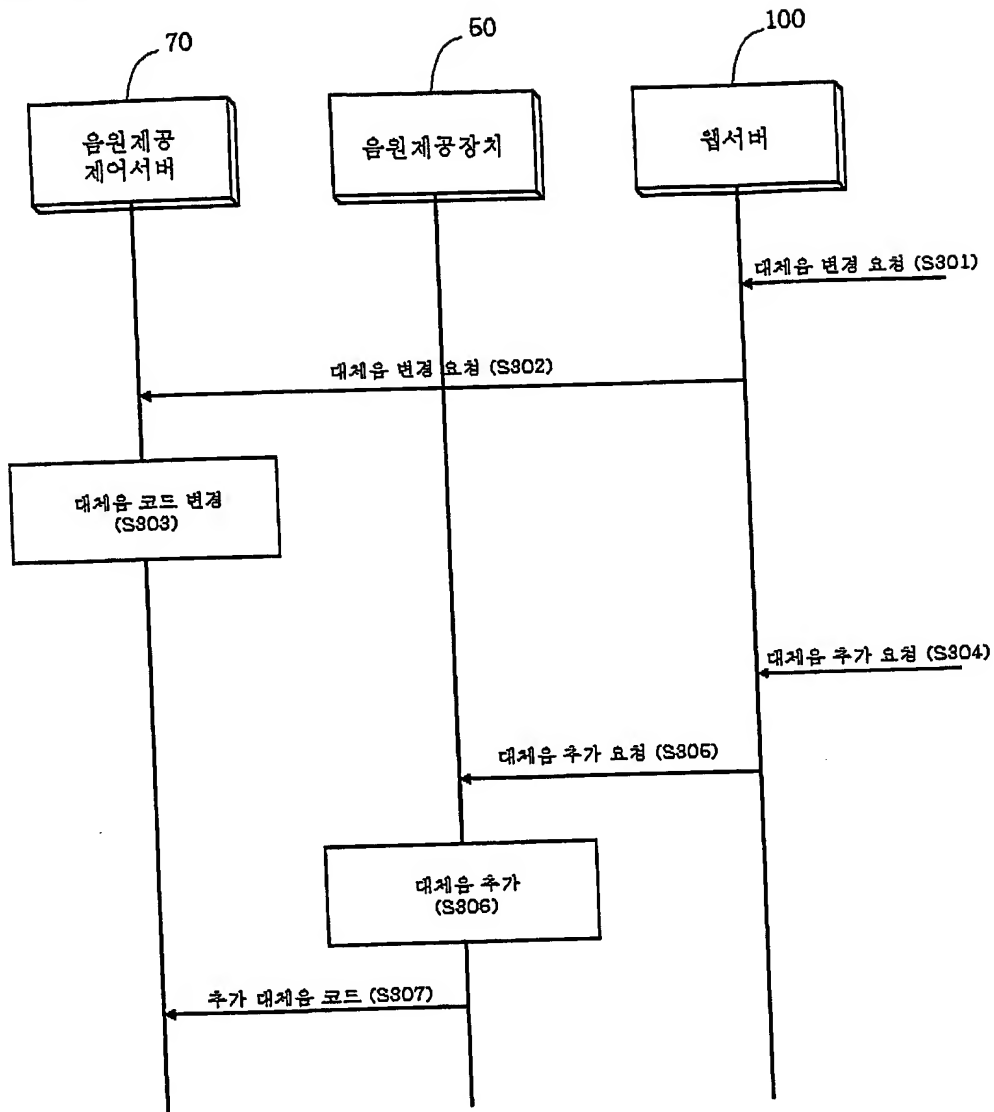 70
50
100
음원제공
제어서버
음원제공장치
웹서버
대체음 변경 요청 (S301)
대체음 변경 요청 (S302)
대체음 코드 변경
(S303)
대체음 추가 요청 (S304)
대체음 추가 요청 (S305)
대체음 추가
(S306)
추가 대체음 코드 (S307)